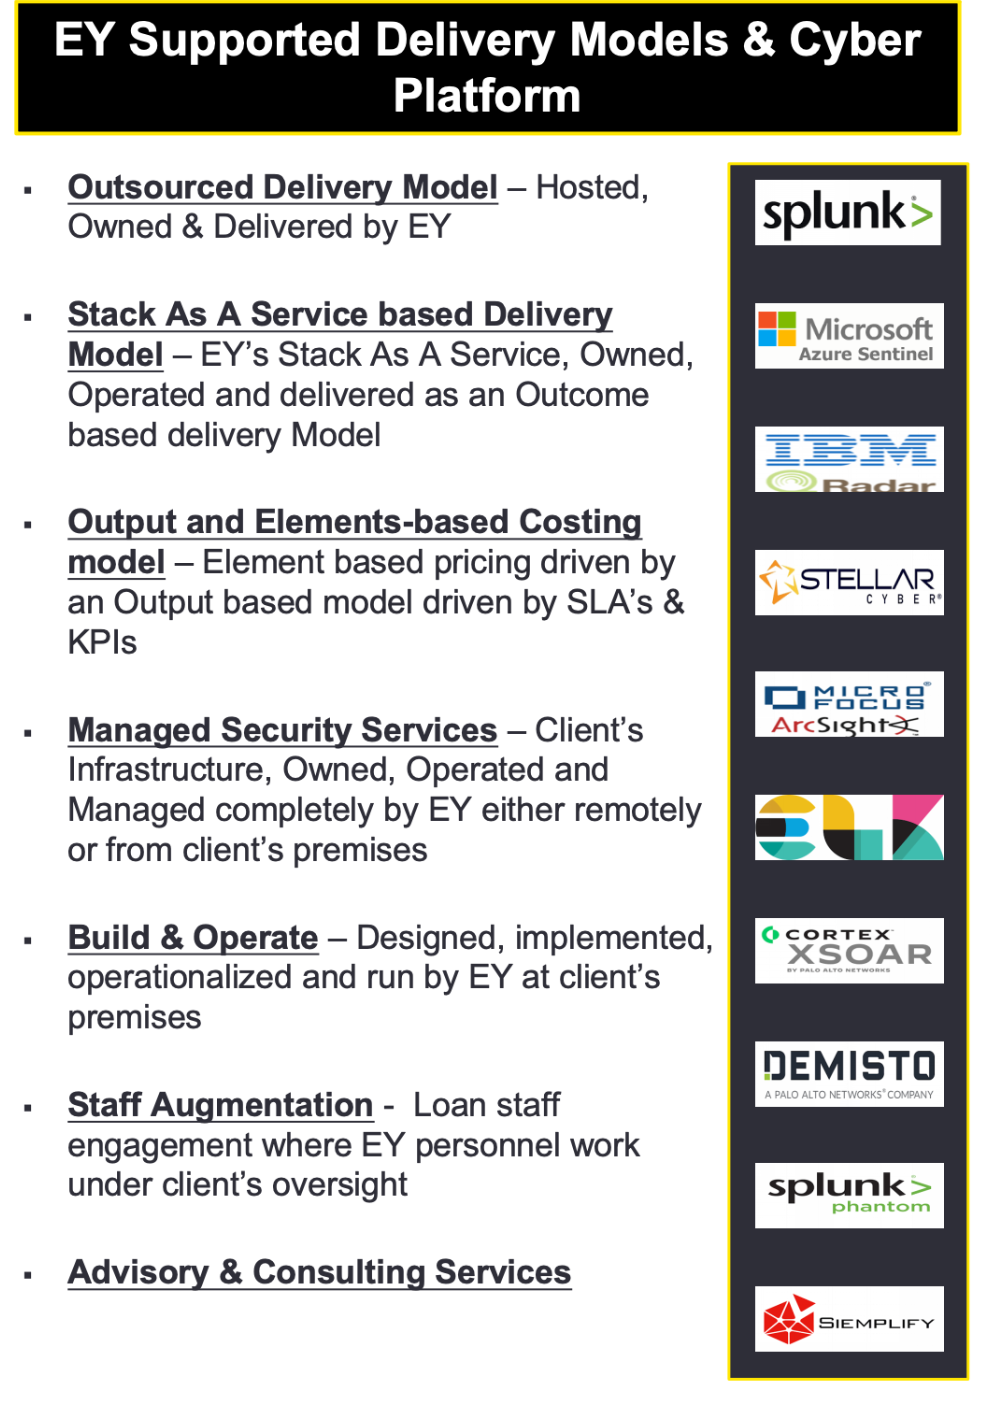 EY Supported Delivery Models & Cyber
Platform
▪ Outsourced Delivery Model – Hosted,
Owned & Delivered by EY
▪ Stack As A Service based Delivery
Model – EY’s Stack As A Service, Owned,
Operated and delivered as an Outcome
based delivery Model
▪ Output and Elements-based Costing
model – Element based pricing driven by
an Output based model driven by SLA’s &
KPIs
▪ Managed Security Services – Client’s
Infrastructure, Owned, Operated and
Managed completely by EY either remotely
or from client’s premises
▪ Build & Operate – Designed, implemented,
operationalized and run by EY at client’s
premises
▪ Staff Augmentation - Loan staff
engagement where EY personnel work
under client’s oversight
▪ Advisory & Consulting Services
splunk>
Microsoft
Azure Sentinel
IBM
QRadar
STELLAR
CYBER®
MICRO®
FOCUS
ArcSight™
ELK
CORTEX™
XSOAR
BY PALO ALTO NETWORKS
DEMISTO
A PALO ALTO NETWORKS® COMPANY
splunk>
phantom
SIEMPLIFY